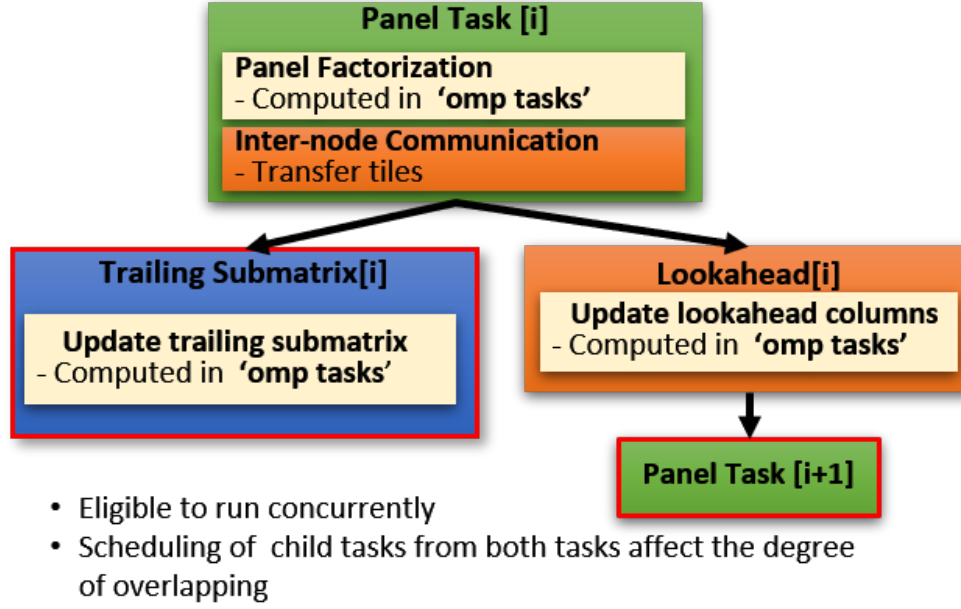 Panel Task [i]
Panel Factorization
- Computed in 'omp tasks'
Inter-node Communication
- Transfer tiles
Trailing Submatrix[i]
Update trailing submatrix
- Computed in 'omp tasks'
Lookahead[i]
Update lookahead columns
- Computed in 'omp tasks'
Panel Task [i+1]
• Eligible to run concurrently
• Scheduling of child tasks from both tasks affect the degree
of overlapping